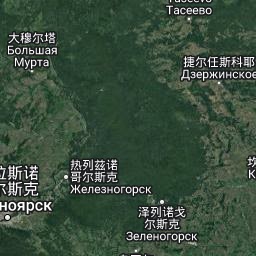 Тасеево
Тасеево
大穆尔塔
Большая
Мурта
捷尔任斯科耶
Дзержинское
热列兹诺
哥尔斯克
Железногорск
拉斯诺
尔斯克
ноярск
泽列诺戈
尔斯克
Зеленогорск